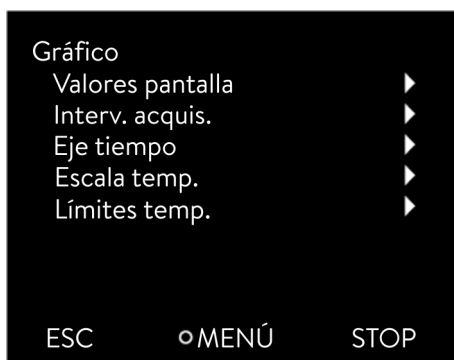 Gráfico
Valores pantalla
Interv. acquis.
Eje tiempo
Escala temp.
Límites temp.
ESC MENÚ STOP